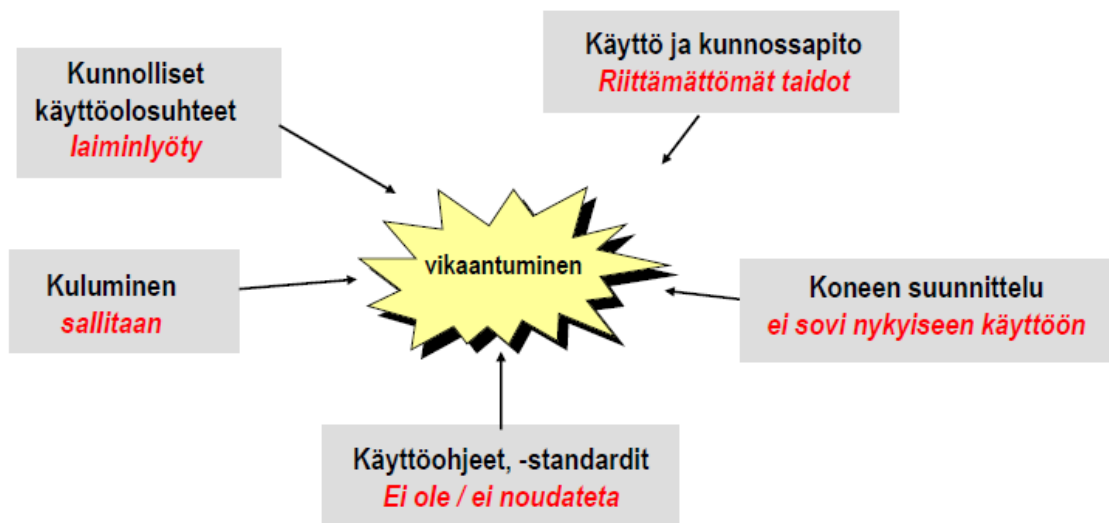 Kunnolliset
käyttöolosuhteet
laiminlyöty
Käyttö ja kunnossapito
Riittämättömät taidot
vikaantuminen
Kuluminen
sallitaan
Koneen suunnittelu
ei sovi nykyiseen käyttöön
Käyttöohjeet, -standardit
Ei ole / ei noudateta